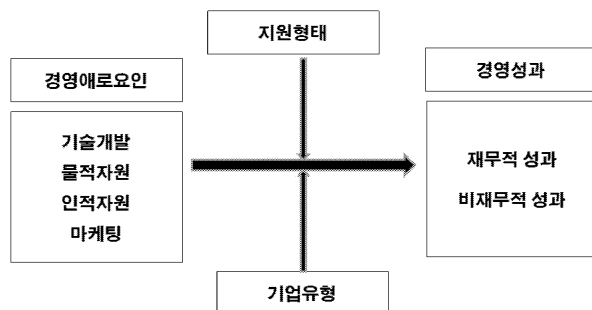 지원형태
경영애로요인
경영성과
기술개발
물적자원
인적자원
마케팅
재무적 성과
비재무적 성과
기업유형